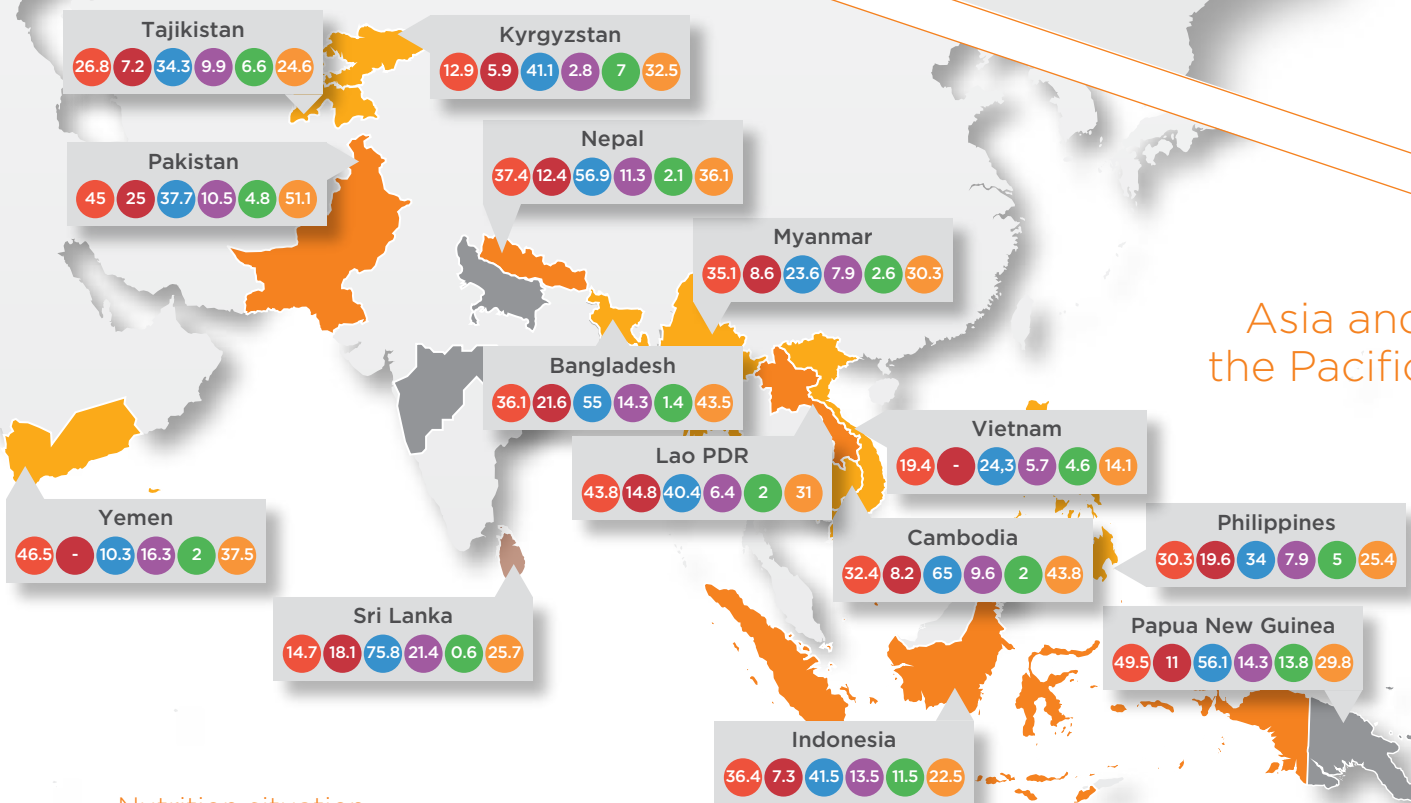 Tajikistan
26.8 7.2 34.3 9.9 6.6 24.6
Kyrgyzstan
12.9 5.9 41.1 2.8 7 32.5
Nepal
37.4 12.4 56.9 11.3 2.1 36.1
Pakistan
45 25 37.7 10.5 4.8 51.1
Myanmar
35.1 8.6 23.6 7.9 2.6 30.3
Asia and
the Pacific
Bangladesh
36.1 21.6 55 14.3 1.4 43.5
Vietnam
19.4 - 24,3 5.7 4.6 14.1
Lao PDR
43.8 14.8 40.4 6.4 2 31
Yemen
46.5 - 10.3 16.3 2 37.5
Philippines
30.3 19.6 34 7.9 5 25.4
Cambodia
32.4 8.2 65 9.6 2 43.8
Sri Lanka
14.7 18.1 75.8 21.4 0.6 25.7
Papua New Guinea
49.5 11 56.1 14.3 13.8 29.8
Indonesia
36.4 7.3 41.5 13.5 11.5 22.5
Nutrition situation